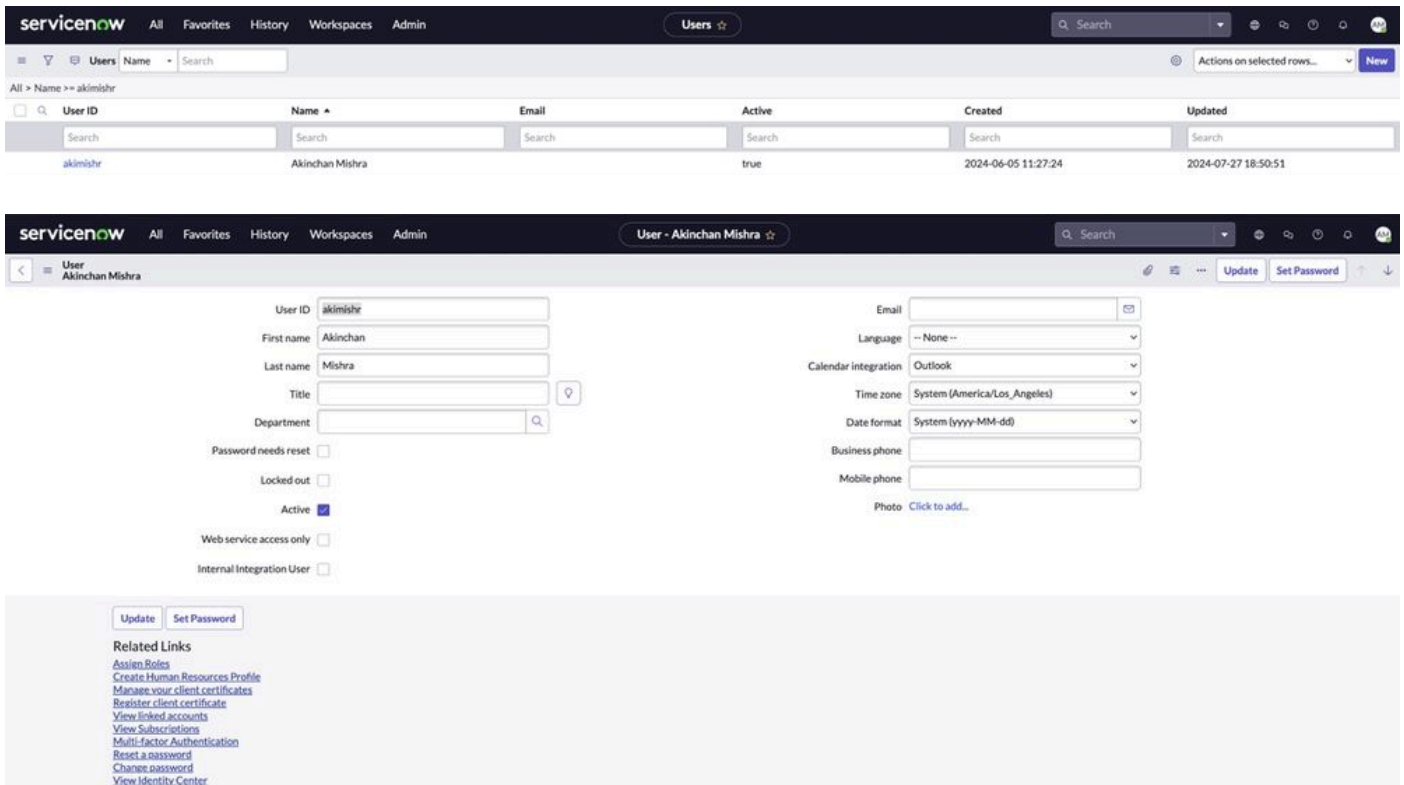 servicenow All Favorites History Workspaces Admin Users Search AM
Users Name Search Actions on selected rows... New
All > Name >= akimishr
User ID Name Email Active Created Updated
Search Search Search Search Search Search
akimishr Akinchan Mishra true 2024-06-05 11:27:24 2024-07-27 18:50:51
servicenow All Favorites History Workspaces Admin User - Akinchan Mishra Search AM
User
Akinchan Mishra
Update Set Password
User ID akimishr Email
First name Akinchan Language -- None --
Last name Mishra Calendar integration Outlook
Title Time zone System (America/Los_Angeles)
Department Date format System (yyyy-MM-dd)
Password needs reset Business phone
Locked out Mobile phone
Active Photo Click to add...
Web service access only
Internal Integration User
Update Set Password
Related Links
Assign Roles
Create Human Resources Profile
Manage your client certificates
Register client certificate
View linked accounts
View Subscriptions
Multi-factor Authentication
Reset a password
Change password
View Identity Center